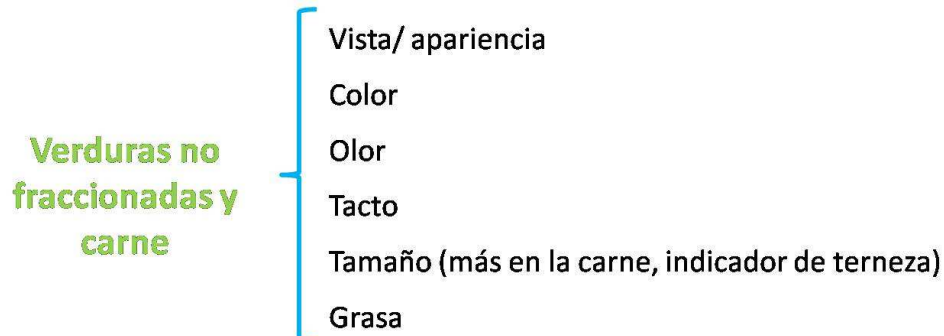 Verduras no
fraccionadas y
carne
Vista/ apariencia
Color
Olor
Tacto
Tamaño (más en la carne, indicador de terneza)
Grasa